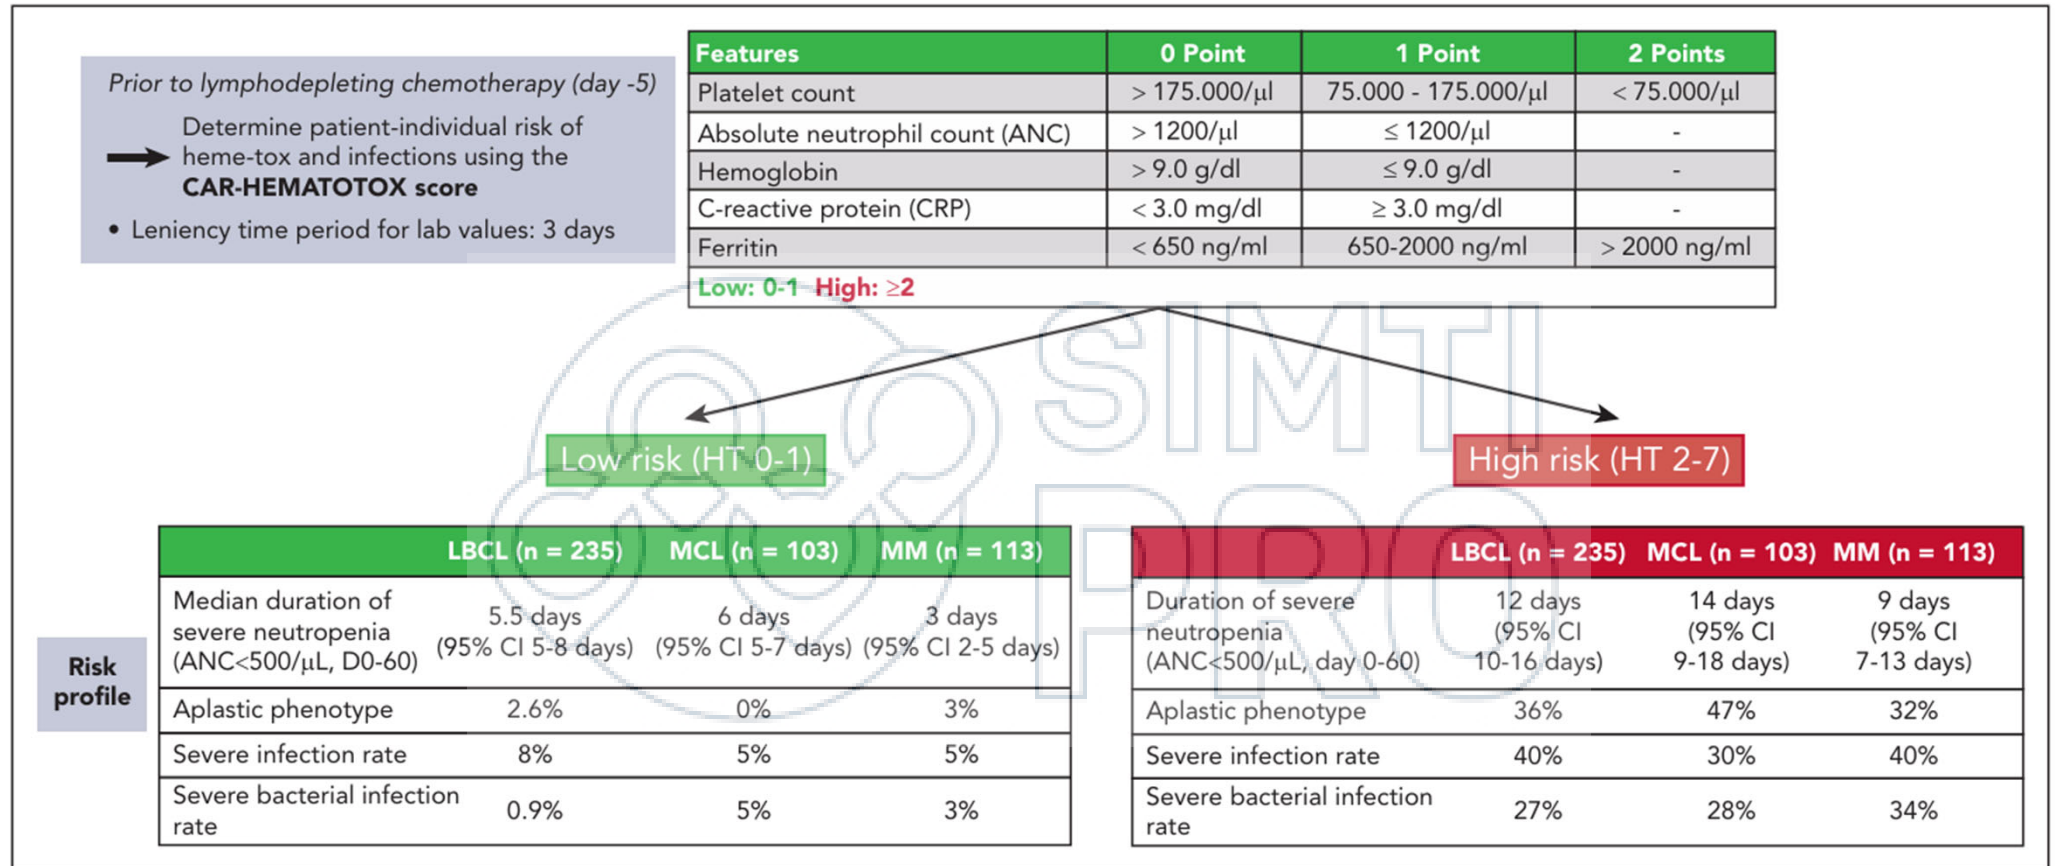 Prior to lymphodepleting chemotherapy (day -5)
Determine patient-individual risk of
heme-tox and infections using the
CAR-HEMATOTOX score
• Leniency time period for lab values: 3 days
Features 0 Point 1 Point 2 Points
Platelet count > 175.000/μl 75.000 - 175.000/μl < 75.000/μl
Absolute neutrophil count (ANC) > 1200/μl ≤ 1200/μl -
Hemoglobin > 9.0 g/dl ≤ 9.0 g/dl -
C-reactive protein (CRP) < 3.0 mg/dl ≥ 3.0 mg/dl -
Ferritin < 650 ng/ml 650-2000 ng/ml > 2000 ng/ml
Low: 0-1 High: ≥2
SIMTI
PRO
Low risk (HT 0-1)
High risk (HT 2-7)
Risk
profile
LBCL (n = 235) MCL (n = 103) MM (n = 113)
Median duration of
severe neutropenia
(ANC<500/μL, D0-60)
5.5 days
(95% CI 5-8 days)
6 days
(95% CI 5-7 days)
3 days
(95% CI 2-5 days)
Aplastic phenotype 2.6% 0% 3%
Severe infection rate 8% 5% 5%
Severe bacterial infection
rate
0.9% 5% 3%
LBCL (n = 235) MCL (n = 103) MM (n = 113)
Duration of severe
neutropenia
(ANC<500/μL, day 0-60)
12 days
(95% CI
10-16 days)
14 days
(95% CI
9-18 days)
9 days
(95% CI
7-13 days)
Aplastic phenotype 36% 47% 32%
Severe infection rate 40% 30% 40%
Severe bacterial infection
rate
27% 28% 34%